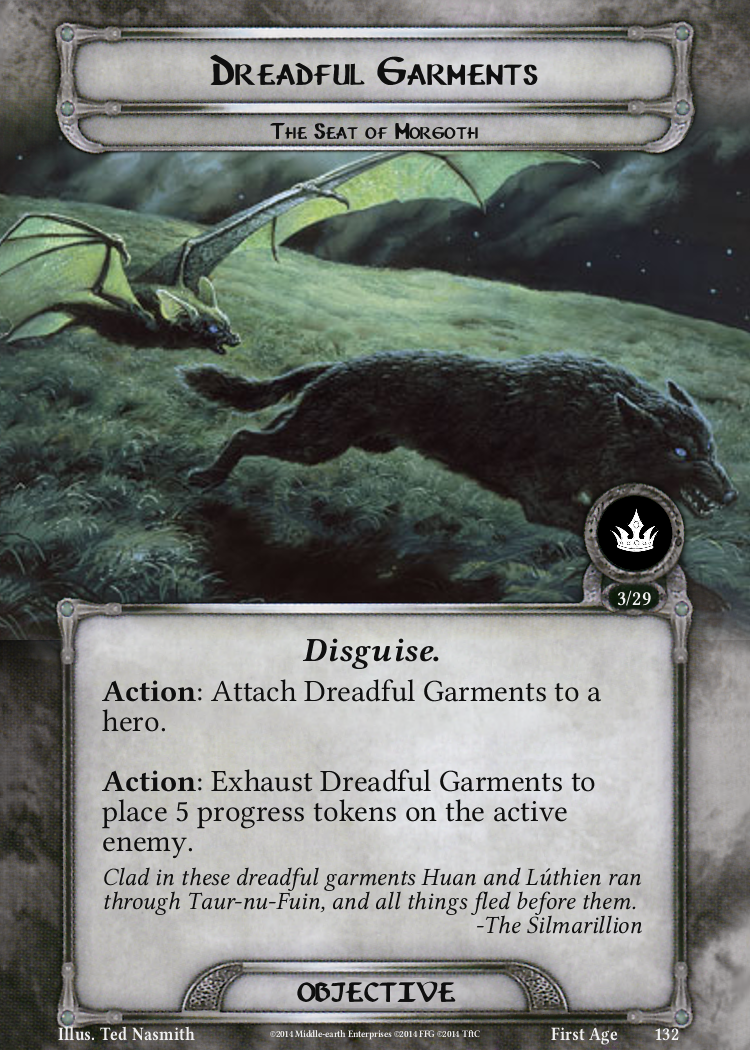 Dreadful Garments
The Seat of Morgoth
3/29
Disguise.
Action: Attach Dreadful Garments to a
hero.
Action: Exhaust Dreadful Garments to
place 5 progress tokens on the active
enemy.
Clad in these dreadful garments Huan and Lúthien ran
through Taur-nu-Fuin, and all things fled before them.
-The Silmarillion
OBJECTIVE
Illus. Ted Nasmith
©2014 Middle-earth Enterprises ©2014 FFG ©2014 TftC
First Age
132